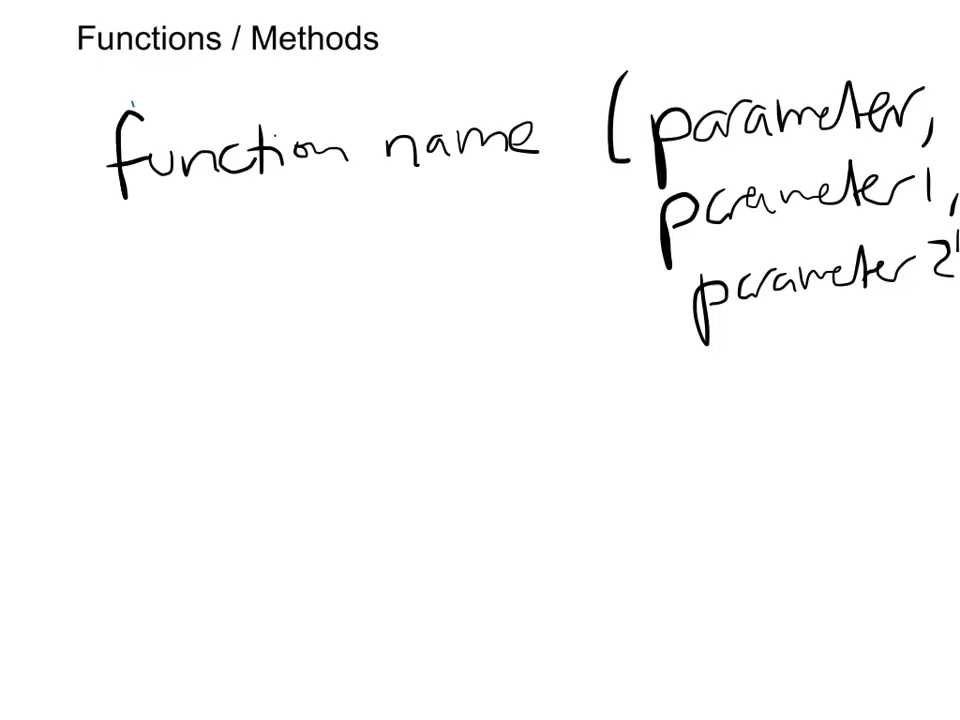 Functions / Methods
function name (parameter,
parameter1,
parameter2